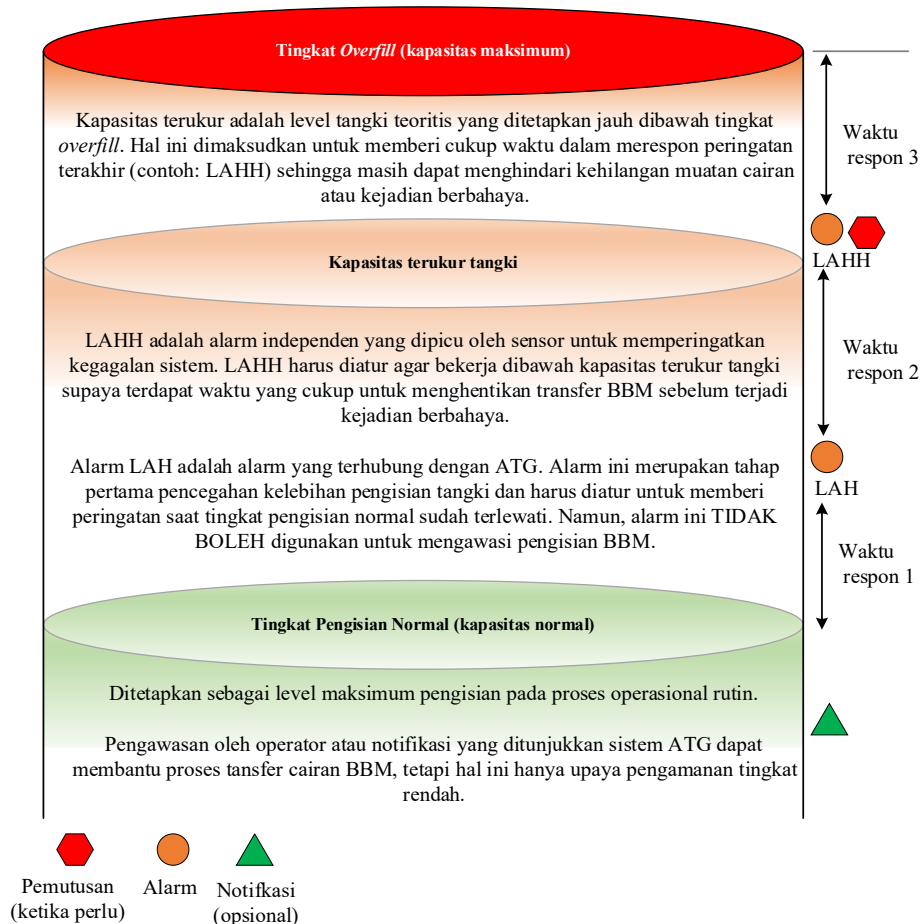 Tingkat Overfill (kapasitas maksimum)
Kapasitas terukur adalah level tangki teoritis yang ditetapkan jauh dibawah tingkat
overfill. Hal ini dimaksudkan untuk memberi cukup waktu dalam merespon peringatan
terakhir (contoh: LAHH) sehingga masih dapat menghindari kehilangan muatan cairan
atau kejadian berbahaya.
Waktu
respon 3
LAHH
Kapasitas terukur tangki
LAHH adalah alarm independen yang dipicu oleh sensor untuk memperingatkan
kegagalan sistem. LAHH harus diatur agar bekerja dibawah kapasitas terukur tangki
supaya terdapat waktu yang cukup untuk menghentikan transfer BBM sebelum terjadi
kejadian berbahaya.
Waktu
respon 2
LAH
Alarm LAH adalah alarm yang terhubung dengan ATG. Alarm ini merupakan tahap
pertama pencegahan kelebihan pengisian tangki dan harus diatur untuk memberi
peringatan saat tingkat pengisian normal sudah terlewati. Namun, alarm ini TIDAK
BOLEH digunakan untuk mengawasi pengisian BBM.
Waktu
respon 1
Tingkat Pengisian Normal (kapasitas normal)
Ditetapkan sebagai level maksimum pengisian pada proses operasional rutin.
Pengawasan oleh operator atau notifikasi yang ditunjukkan sistem ATG dapat
membantu proses tansfer cairan BBM, tetapi hal ini hanya upaya pengamanan tingkat
rendah.
Pemutusan
(ketika perlu)
Alarm
Notifkasi
(opsional)